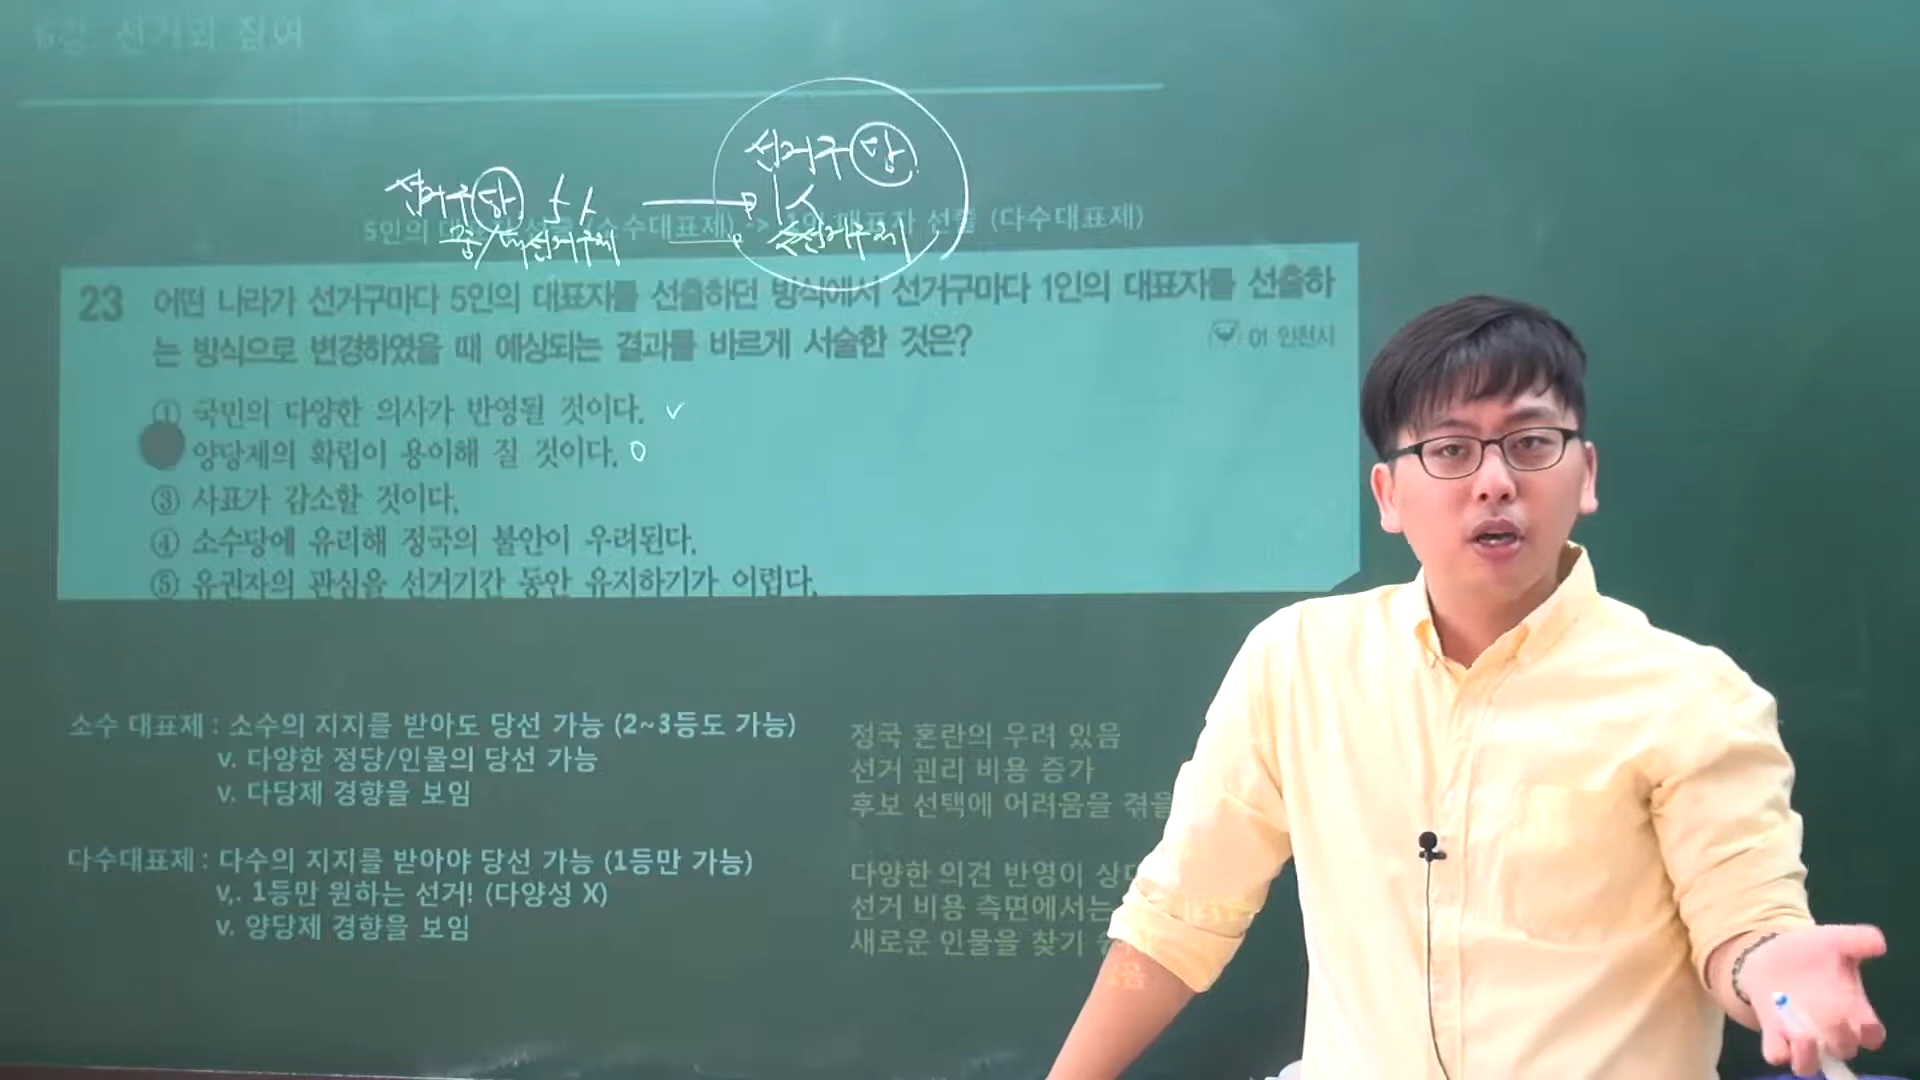 6강 선거와 참여
선거구당 5人
중/대선거구제
선거구당
1人
소선거구제
5인의 대표자 선출 (소수대표제) -> 1인 대표자 선출 (다수대표제)
23 어떤 나라가 선거구마다 5인의 대표자를 선출하던 방식에서 선거구마다 1인의 대표자를 선출하
는 방식으로 변경하였을 때 예상되는 결과를 바르게 서술한 것은?
01 인천시
① 국민의 다양한 의사가 반영될 것이다. v
양당제의 확립이 용이해 질 것이다. o
③ 사표가 감소할 것이다.
④ 소수당에 유리해 정국의 불안이 우려된다.
⑤ 유권자의 관심을 선거기간 동안 유지하기가 어렵다.
소수 대표제 : 소수의 지지를 받아도 당선 가능 (2~3등도 가능)
v. 다양한 정당/인물의 당선 가능
v. 다당제 경향을 보임
정국 혼란의 우려 있음
선거 관리 비용 증가
후보 선택에 어려움을 겪을
다수대표제 : 다수의 지지를 받아야 당선 가능 (1등만 가능)
v,. 1등만 원하는 선거! (다양성 X)
v. 양당제 경향을 보임
다양한 의견 반영이
선거 비용 측면에서는
새로운 인물을 찾기